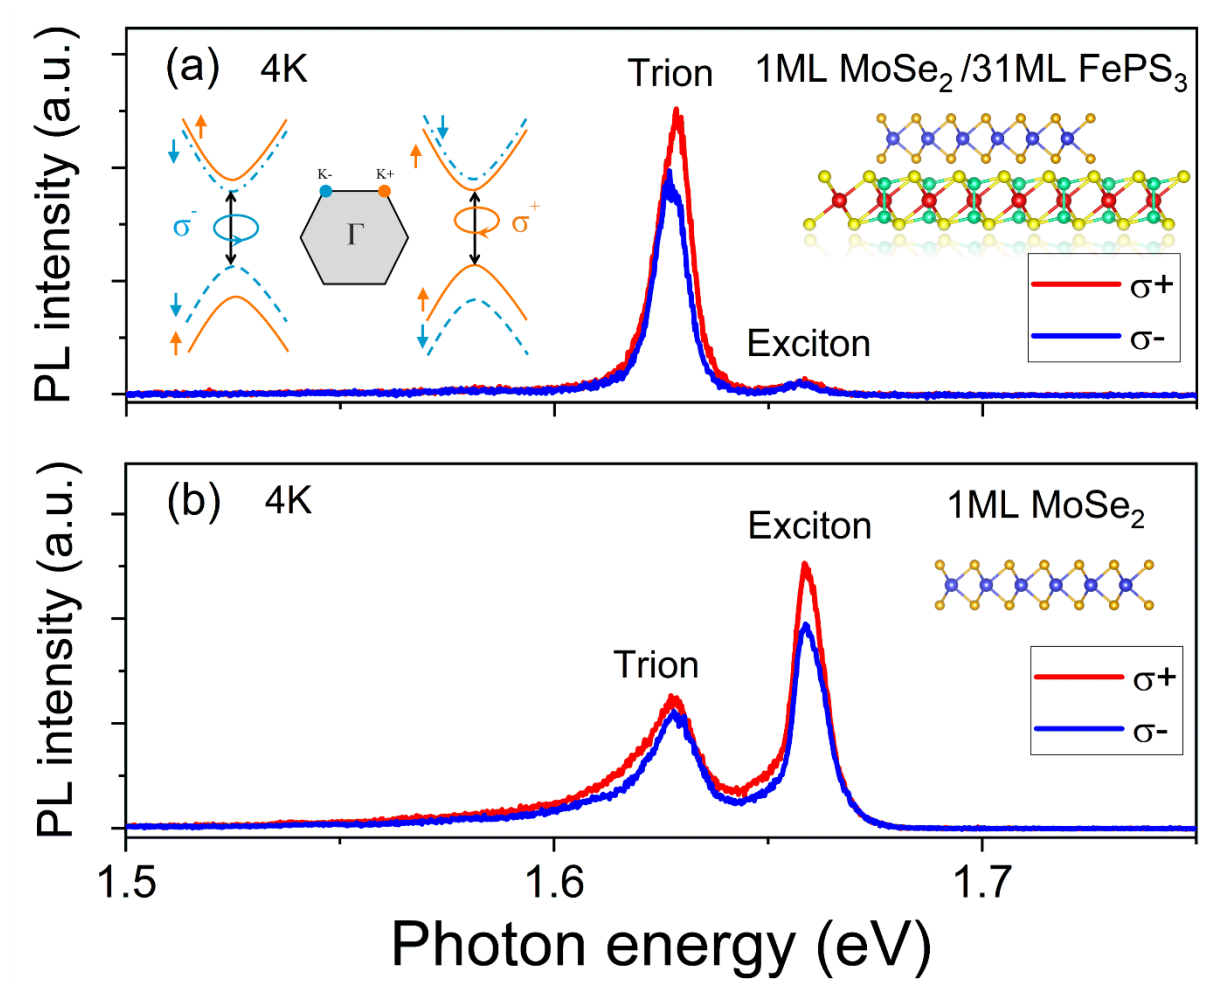 (a) 4K
Trion
1ML MoSe₂ /31ML FePS₃
σ⁻
K-
K+
Γ
σ⁺
Exciton
σ+
σ-
PL intensity (a.u.)
(b) 4K
Exciton
1ML MoSe₂
Trion
σ+
σ-
PL intensity (a.u.)
1.5 1.6 1.7
Photon energy (eV)